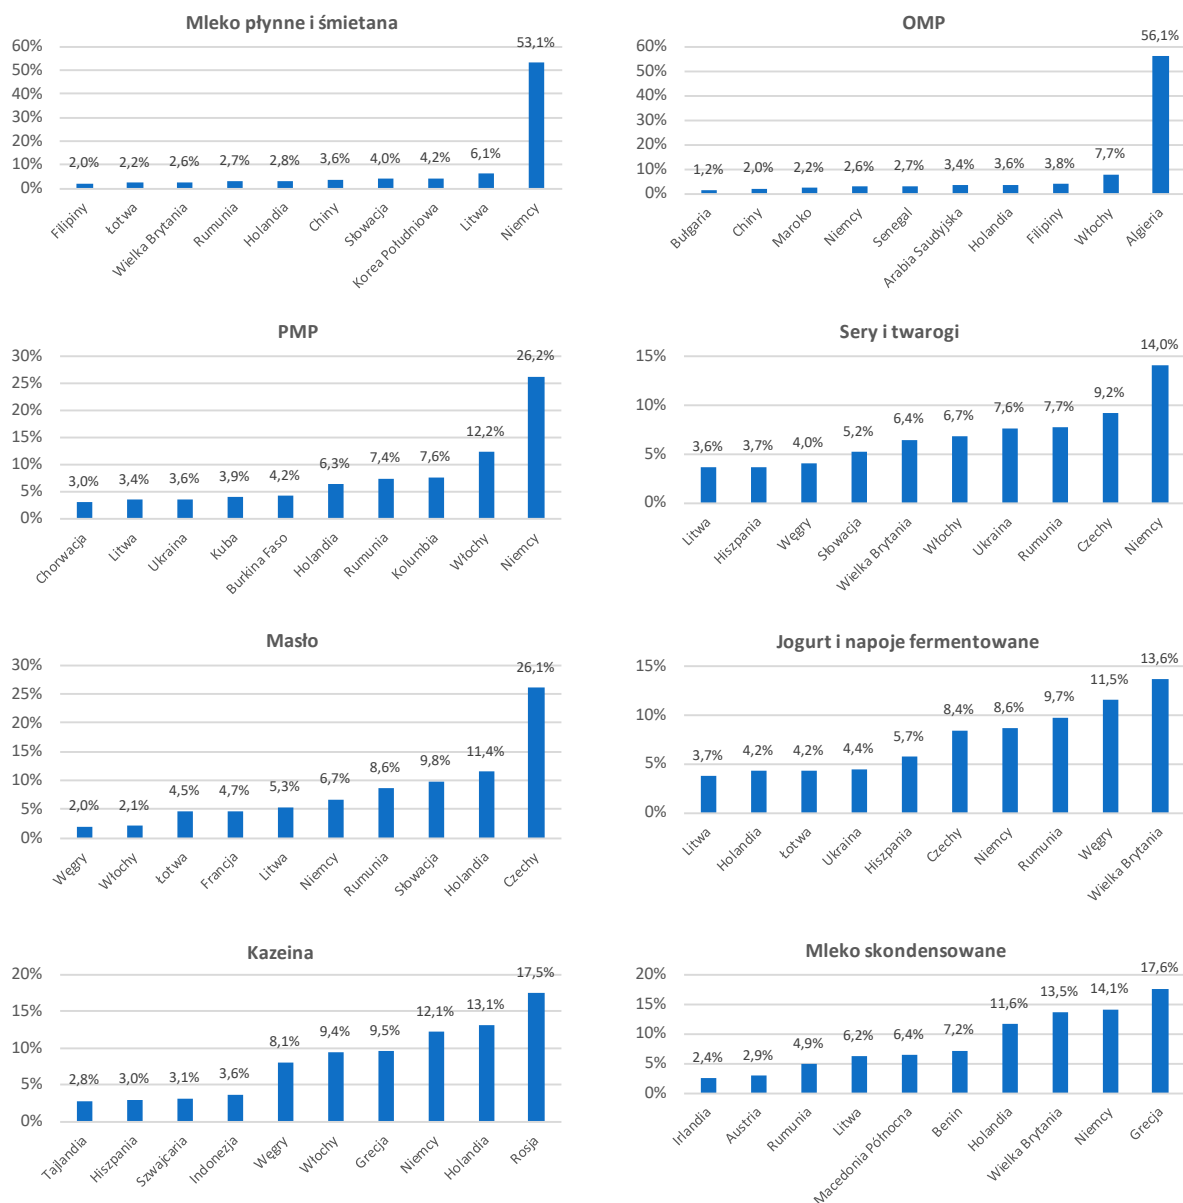 Mleko płynne i śmietana
60%
50%
40%
30%
20%
10%
0%
2,0%
2,2%
2,6%
2,7%
2,8%
3,6%
4,0%
4,2%
6,1%
53,1%
Filipiny
Łotwa
Wielka Brytania
Rumunia
Holandia
Chiny
Słowacja
Korea Południowa
Litwa
Niemcy
OMP
60%
50%
40%
30%
20%
10%
0%
1,2%
2,0%
2,2%
2,6%
2,7%
3,4%
3,6%
3,8%
7,7%
56,1%
Bułgaria
Chiny
Maroko
Niemcy
Senegal
Arabia Saudyjska
Holandia
Filipiny
Włochy
Algieria
PMP
30%
25%
20%
15%
10%
5%
0%
3,0%
3,4%
3,6%
3,9%
4,2%
6,3%
7,4%
7,6%
12,2%
26,2%
Chorwacja
Litwa
Ukraina
Kuba
Burkina Faso
Holandia
Rumunia
Kolumbia
Włochy
Niemcy
Sery i twarogi
15%
10%
5%
0%
3,6%
3,7%
4,0%
5,2%
6,4%
6,7%
7,6%
7,7%
9,2%
14,0%
Litwa
Hiszpania
Węgry
Słowacja
Wielka Brytania
Włochy
Ukraina
Rumunia
Czechy
Niemcy
Masło
30%
25%
20%
15%
10%
5%
0%
2,0%
2,1%
4,5%
4,7%
5,3%
6,7%
8,6%
9,8%
11,4%
26,1%
Węgry
Włochy
Łotwa
Francja
Litwa
Niemcy
Rumunia
Słowacja
Holandia
Czechy
Jogurt i napoje fermentowane
15%
10%
5%
0%
3,7%
4,2%
4,2%
4,4%
5,7%
8,4%
8,6%
9,7%
11,5%
13,6%
Litwa
Holandia
Łotwa
Ukraina
Hiszpania
Czechy
Niemcy
Rumunia
Węgry
Wielka Brytania
Kazeina
20%
15%
10%
5%
0%
2,8%
3,0%
3,1%
3,6%
8,1%
9,4%
9,5%
12,1%
13,1%
17,5%
Tajlandia
Hiszpania
Szwajcaria
Indonezja
Węgry
Włochy
Grecja
Niemcy
Holandia
Rosja
Mleko skondensowane
20%
15%
10%
5%
0%
2,4%
2,9%
4,9%
6,2%
6,4%
7,2%
11,6%
13,5%
14,1%
17,6%
Irlandia
Austria
Rumunia
Litwa
Macedonia Północna
Benin
Holandia
Wielka Brytania
Niemcy
Grecja